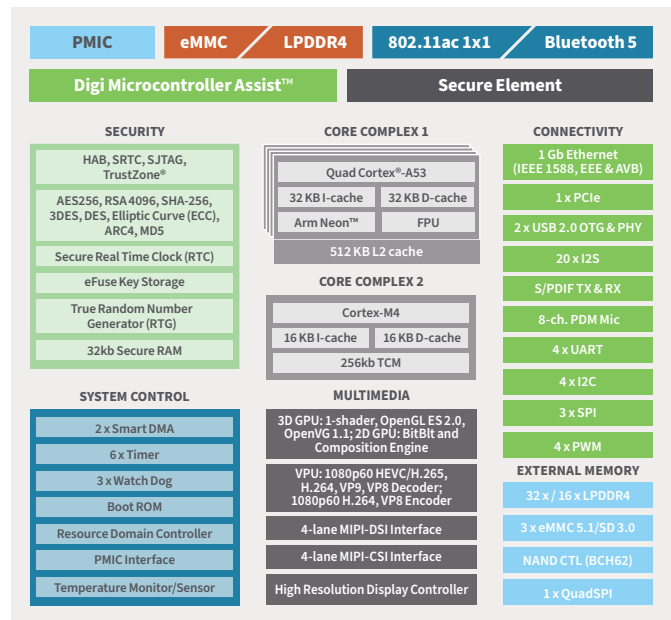 PMIC
eMMC
LPDDR4
802.11ac 1x1
Bluetooth 5
Digi Microcontroller Assist™
Secure Element
SECURITY
HAB, SRTC, SJTAG,
TrustZone®
AES256, RSA 4096, SHA-256,
3DES, DES, Elliptic Curve (ECC),
ARC4, MD5
Secure Real Time Clock (RTC)
eFuse Key Storage
True Random Number
Generator (RTG)
32kb Secure RAM
SYSTEM CONTROL
2 x Smart DMA
6 x Timer
3 x Watch Dog
Boot ROM
Resource Domain Controller
PMIC Interface
Temperature Monitor/Sensor
CORE COMPLEX 1
Quad Cortex®-A53
32 KB I-cache
32 KB D-cache
Arm Neon™
FPU
512 KB L2 cache
CORE COMPLEX 2
Cortex-M4
16 KB I-cache
16 KB D-cache
256kb TCM
MULTIMEDIA
3D GPU: 1-shader, OpenGL ES 2.0,
OpenVG 1.1; 2D GPU: BitBlt and
Composition Engine
VPU: 1080p60 HEVC/H.265,
H.264, VP9, VP8 Decoder;
1080p60 H.264, VP8 Encoder
4-lane MIPI-DSI Interface
4-lane MIPI-CSI Interface
High Resolution Display Controller
CONNECTIVITY
1 Gb Ethernet
(IEEE 1588, EEE & AVB)
1 x PCIe
2 x USB 2.0 OTG & PHY
20 x I2S
S/PDIF TX & RX
8-ch. PDM Mic
4 x UART
4 x I2C
3 x SPI
4 x PWM
EXTERNAL MEMORY
32 x / 16 x LPDDR4
3 x eMMC 5.1/SD 3.0
NAND CTL (BCH62)
1 x QuadSPI